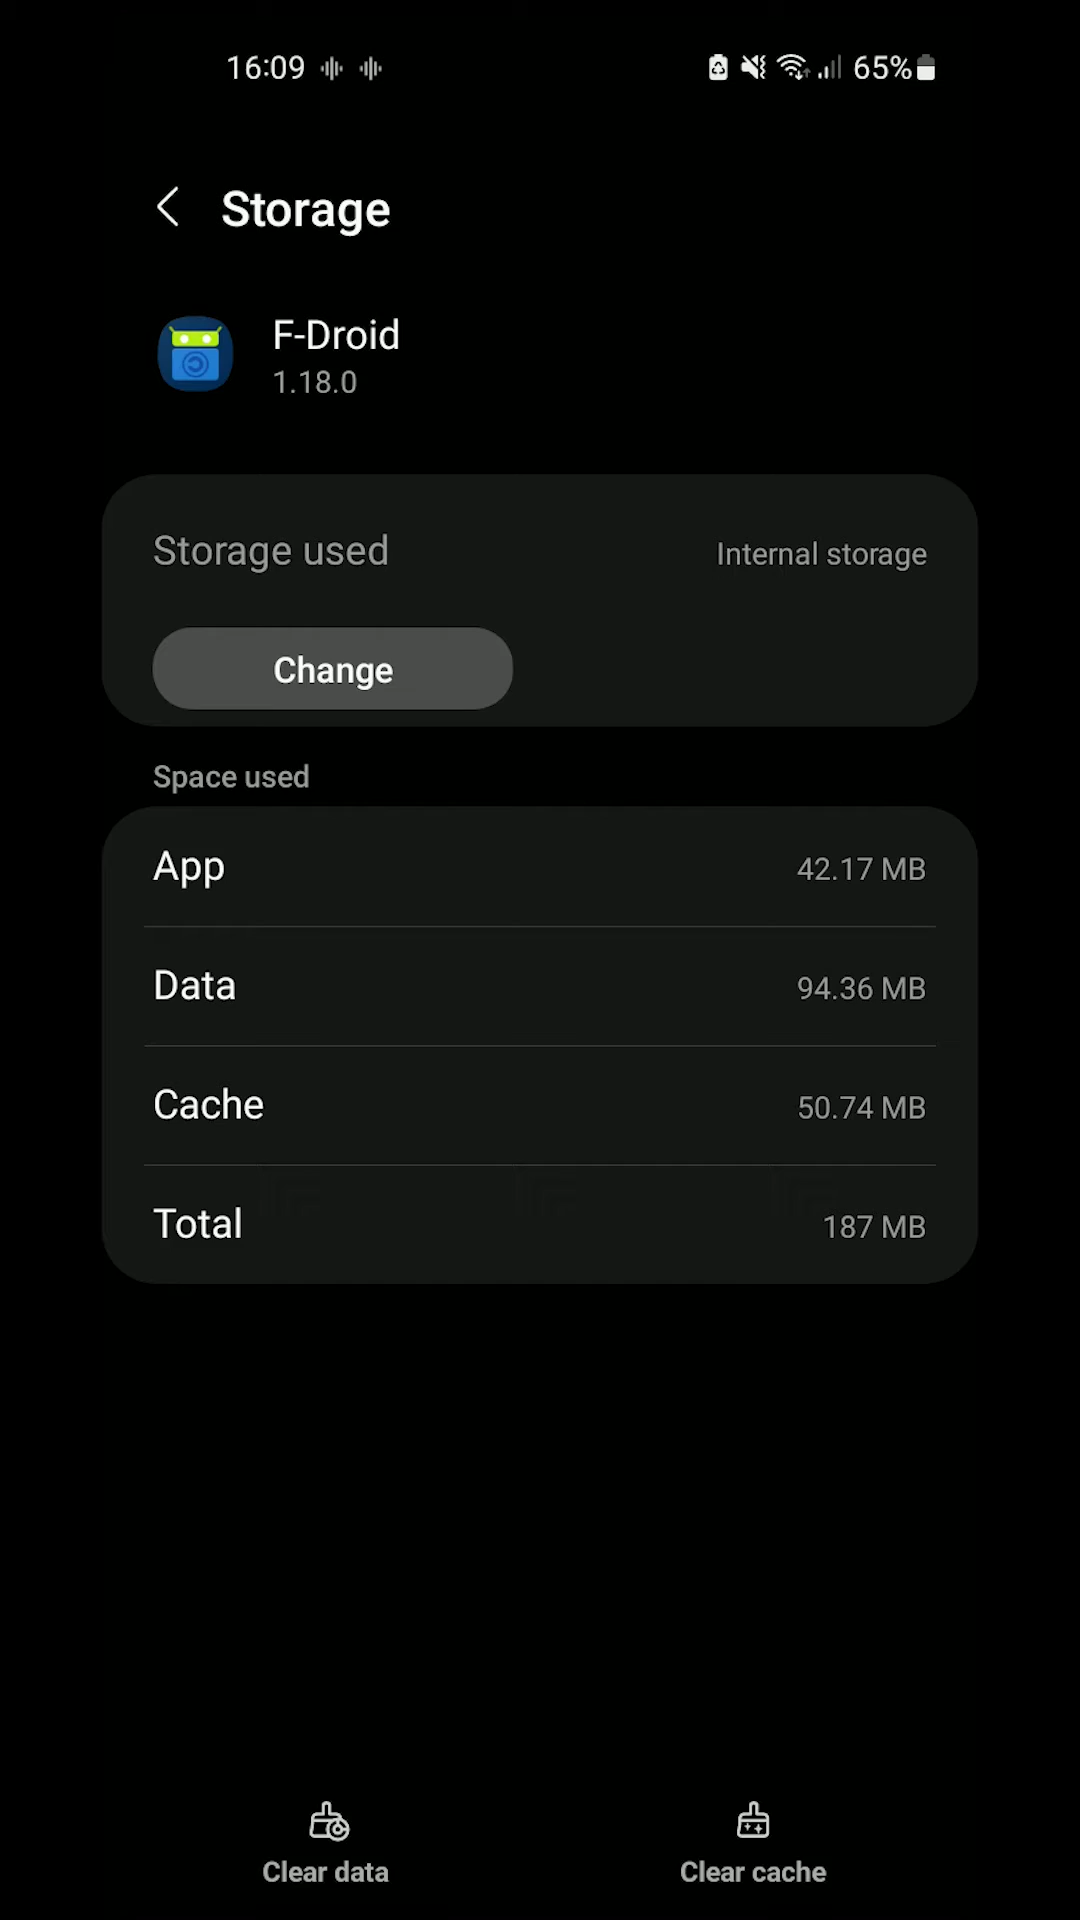 16:09 65%
Storage
F-Droid
1.18.0
Storage used Internal storage
Change
Space used
App 42.17 MB
Data 94.36 MB
Cache 50.74 MB
Total 187 MB
Clear data Clear cache